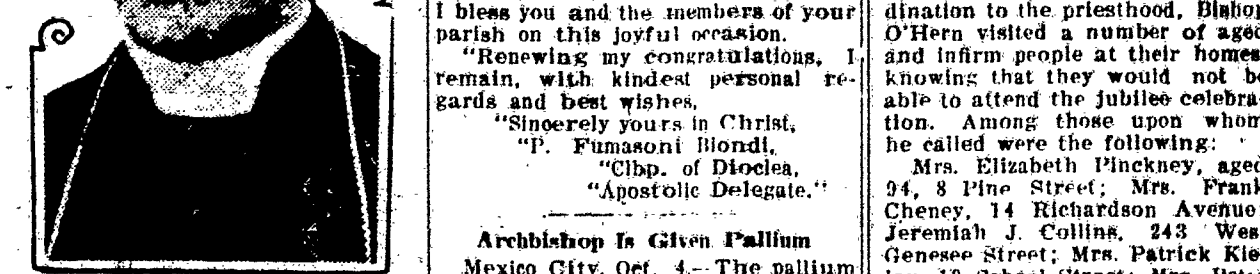 I bless you and the members of your
parish on this joyful occasion.
"Renewing my congratulations, I
remain, with kindest personal re-
gards and best wishes,
"Sincerely yours in Christ,
"P. Fumasoni Biondi,
"Abp. of Dioclea,
"Apostolic Delegate."
Archbishop Is Given Pallium
Mexico City, Oct. 4.—The pallium
dination to the priesthood, Bishop
O'Hern visited a number of aged
and infirm people at their homes
knowing that they would not be
able to attend the jubilee celebra
tion. Among those upon whom
he called were the following:
Mrs. Elizabeth Pinckney, aged
94, 8 Pine Street; Mrs. Frank
Cheney, 14 Richardson Avenue
Jeremiah J. Collins, 243 Wes
Genesee Street; Mrs. Patrick Ki